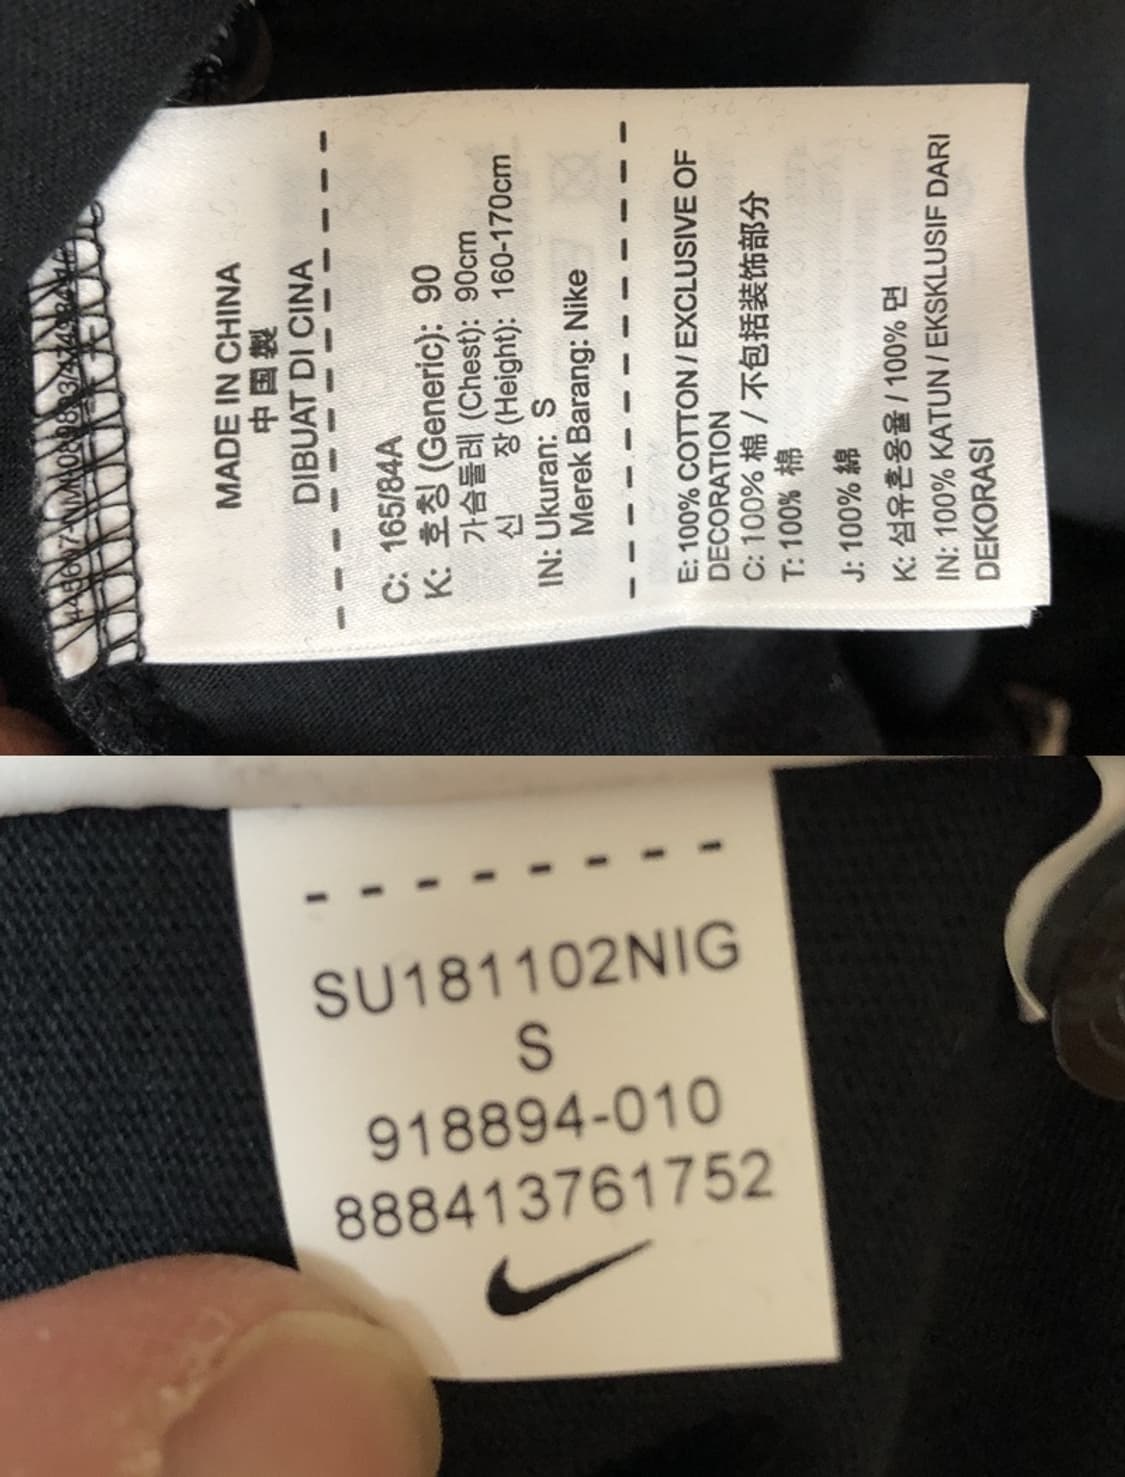 MADE IN CHINA
中国製
DIBUAT DI CINA
C: 165/84A
K: 호칭 (Generic): 90
가슴둘레 (Chest): 90cm
신 장 (Height): 160-170cm
IN: Ukuran: S
Merek Barang: Nike
E: 100% COTTON / EXCLUSIVE OF
DECORATION
C: 100% 棉 / 不包括装饰部分
T: 100% 棉
J: 100% 綿
K: 섬유혼용율 / 100% 면
IN: 100% KATUN / EKSKLUSIF DARI
DEKORASI
SU181102NIG
S
918894-010
888413761752